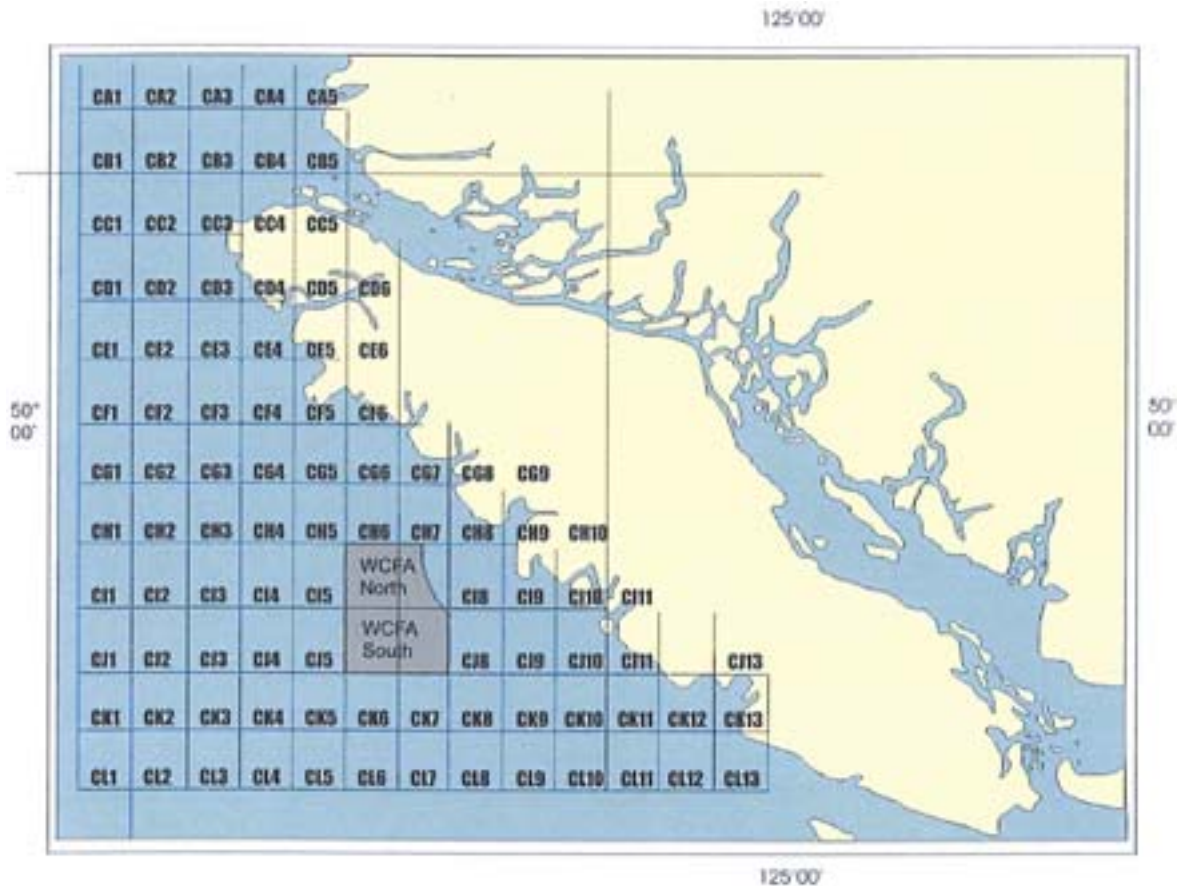 125°00'
CA1 CA2 CA3 CA4 CA5
CB1 CB2 CB3 CB4 CB5
CC1 CC2 CC3 CC4 CC5
CD1 CD2 CD3 CD4 CD5 CD6
CE1 CE2 CE3 CE4 CE5 CE6
50°
00'
50°
00'
CF1 CF2 CF3 CF4 CF5 CF6
CG1 CG2 CG3 CG4 CG5 CG6 CG7 CG8 CG9
CH1 CH2 CH3 CH4 CH5 CH6 CH7 CH8 CH9 CH10
WCFA
North
CI1 CI2 CI3 CI4 CI5 CI8 CI9 CI10 CI11
WCFA
South
CJ1 CJ2 CJ3 CJ4 CJ5 CJ8 CJ9 CJ10 CJ11 CJ13
CK1 CK2 CK3 CK4 CK5 CK6 CK7 CK8 CK9 CK10 CK11 CK12 CK13
CL1 CL2 CL3 CL4 CL5 CL6 CL7 CL8 CL9 CL10 CL11 CL12 CL13
125°00'